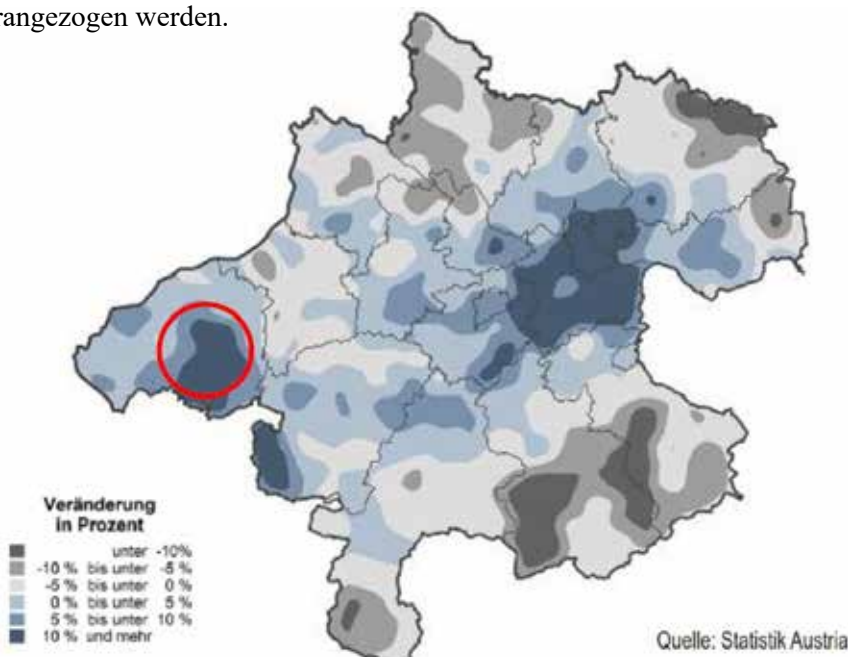 rangezogen werden.
Veränderung
in Prozent
unter -10%
-10 % bis unter -5 %
-5 % bis unter 0 %
0 % bis unter 5 %
5 % bis unter 10 %
10 % und mehr
Quelle: Statistik Austria